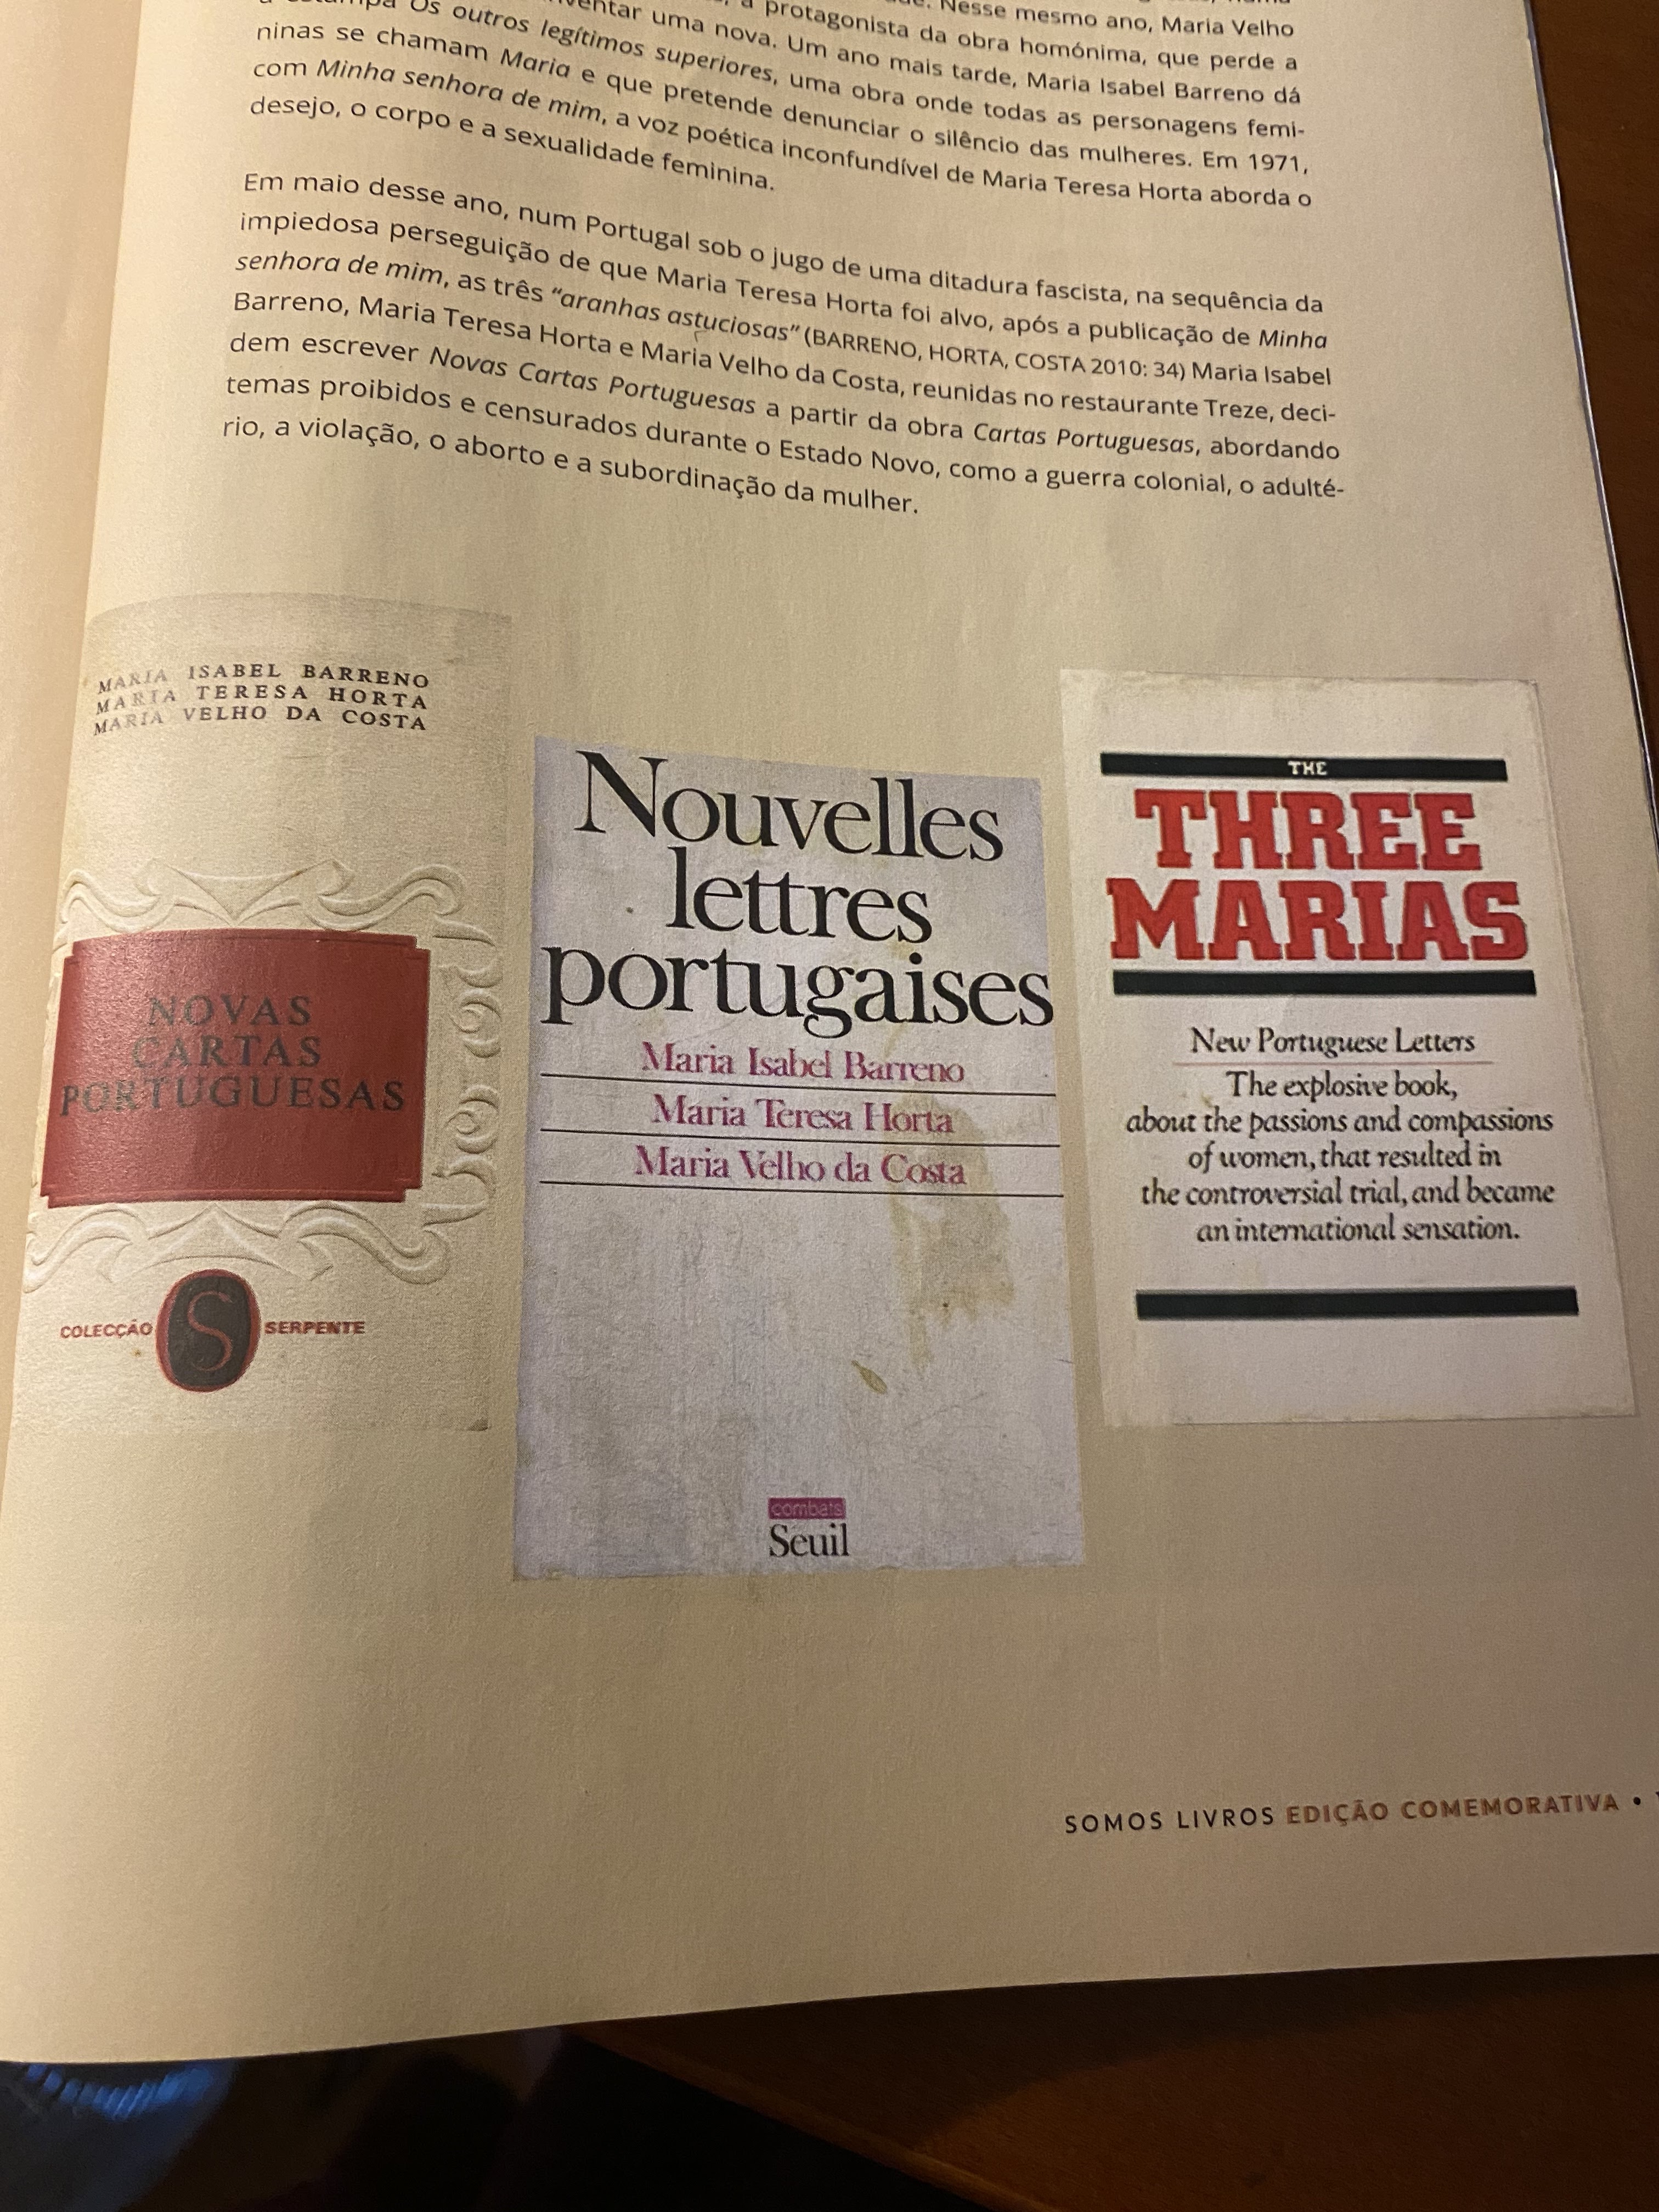 protagonista da obra homónima, que perde a
Nesse mesmo ano, Maria Velho
uma nova. Um ano mais tarde, Maria Isabel Barreno dá
Os outros legítimos superiores, uma obra onde todas as personagens femi-
ninas se chamam Maria e que pretende denunciar o silêncio das mulheres. Em 1971,
com Minha senhora de mim, a voz poética inconfundível de Maria Teresa Horta aborda o
desejo, o corpo e a sexualidade feminina.
Em maio desse ano, num Portugal sob o jugo de uma ditadura fascista, na sequência da
impiedosa perseguição de que Maria Teresa Horta foi alvo, após a publicação de Minha
senhora de mim, as três “aranhas astuciosas” (BARRENO, HORTA, COSTA 2010: 34) Maria Isabel
Barreno, Maria Teresa Horta e Maria Velho da Costa, reunidas no restaurante Treze, deci-
dem escrever Novas Cartas Portuguesas a partir da obra Cartas Portuguesas, abordando
temas proibidos e censurados durante o Estado Novo, como a guerra colonial, o adulté-
rio, a violação, o aborto e a subordinação da mulher.
MARIA ISABEL BARRENO
MARIA TERESA HORTA
MARIA VELHO DA COSTA
NOVAS
CARTAS
PORTUGUESAS
COLECÇÃO S SERPENTE
Nouvelles
lettres
portugaises
Maria Isabel Barreno
Maria Teresa Horta
Maria Velho da Costa
combats
Seuil
THE
THREE
MARIAS
New Portuguese Letters
The explosive book,
about the passions and compassions
of women, that resulted in
the controversial trial, and became
an international sensation.
SOMOS LIVROS EDIÇÃO COMEMORATIVA •